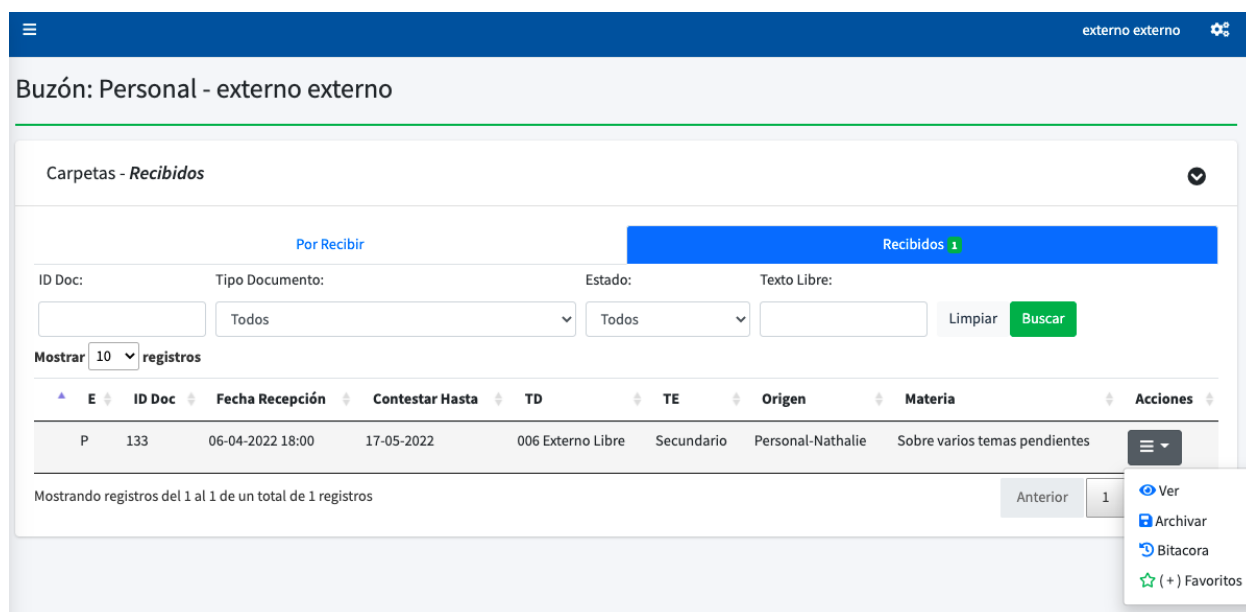 externo externo
Buzón: Personal - externo externo
Carpetas - Recibidos
Por Recibir
Recibidos 1
ID Doc: Tipo Documento: Estado: Texto Libre:
Todos Todos Limpiar Buscar
Mostrar 10 registros
E ID Doc Fecha Recepción Contestar Hasta TD TE Origen Materia Acciones
P 133 06-04-2022 18:00 17-05-2022 006 Externo Libre Secundario Personal-Nathalie Sobre varios temas pendientes
Mostrando registros del 1 al 1 de un total de 1 registros
Anterior 1
Ver
Archivar
Bitacora
( + ) Favoritos